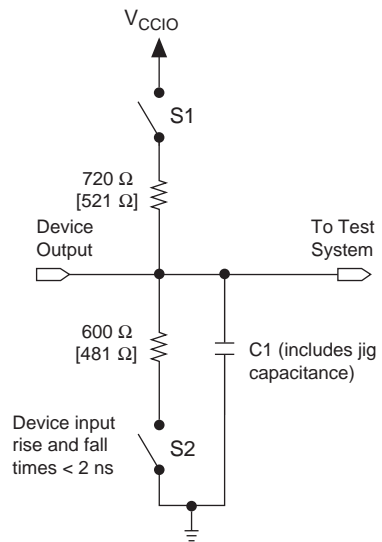 V_CCIO
S1
720 Ω
[521 Ω]
Device
Output
To Test
System
600 Ω
[481 Ω]
C1 (includes jig
capacitance)
Device input
rise and fall
times < 2 ns
S2